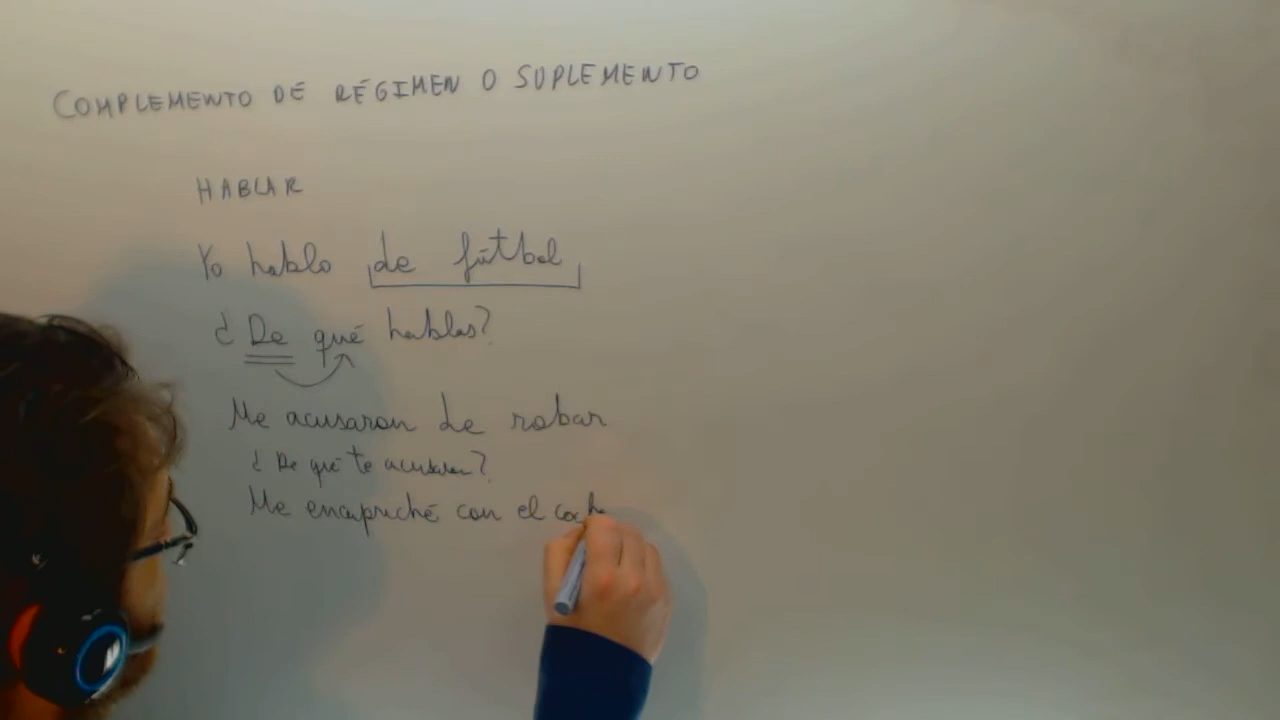 COMPLEMENTO DE RÉGIMEN O SUPLEMENTO
HABLAR
Yo hablo de fútbol
¿De qué hablas?
Me acusaron de robar
¿De qué te acusaron?
Me encapriché con el coche